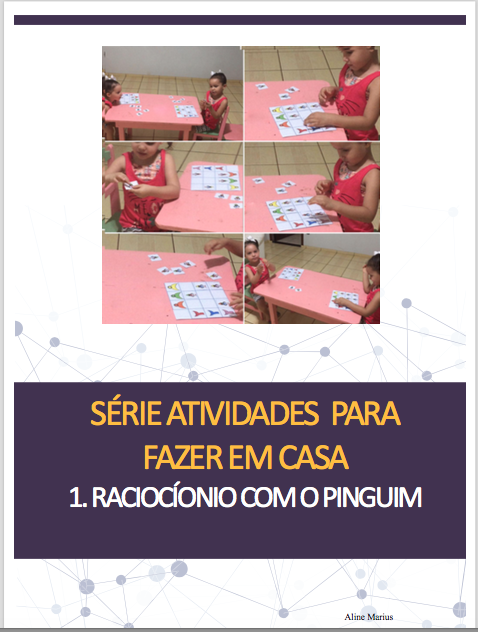 SÉRIE ATIVIDADES PARA
FAZER EM CASA
1. RACIOCÍONIO COM O PINGUIM
Aline Marius